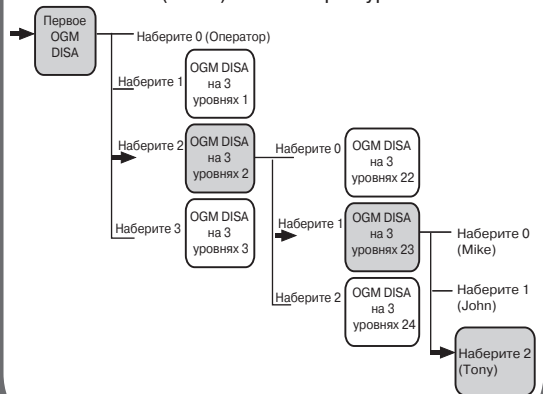 Первое
OGM
DISA
Наберите 0 (Оператор)
Наберите 1
OGM DISA
на 3
уровнях 1
Наберите 2
OGM DISA
на 3
уровнях 2
Наберите 3
OGM DISA
на 3
уровнях 3
Наберите 0
OGM DISA
на 3
уровнях 22
Наберите 1
OGM DISA
на 3
уровнях 23
Наберите 2
OGM DISA
на 3
уровнях 24
Наберите 0
(Mike)
Наберите 1
(John)
Наберите 2
(Tony)